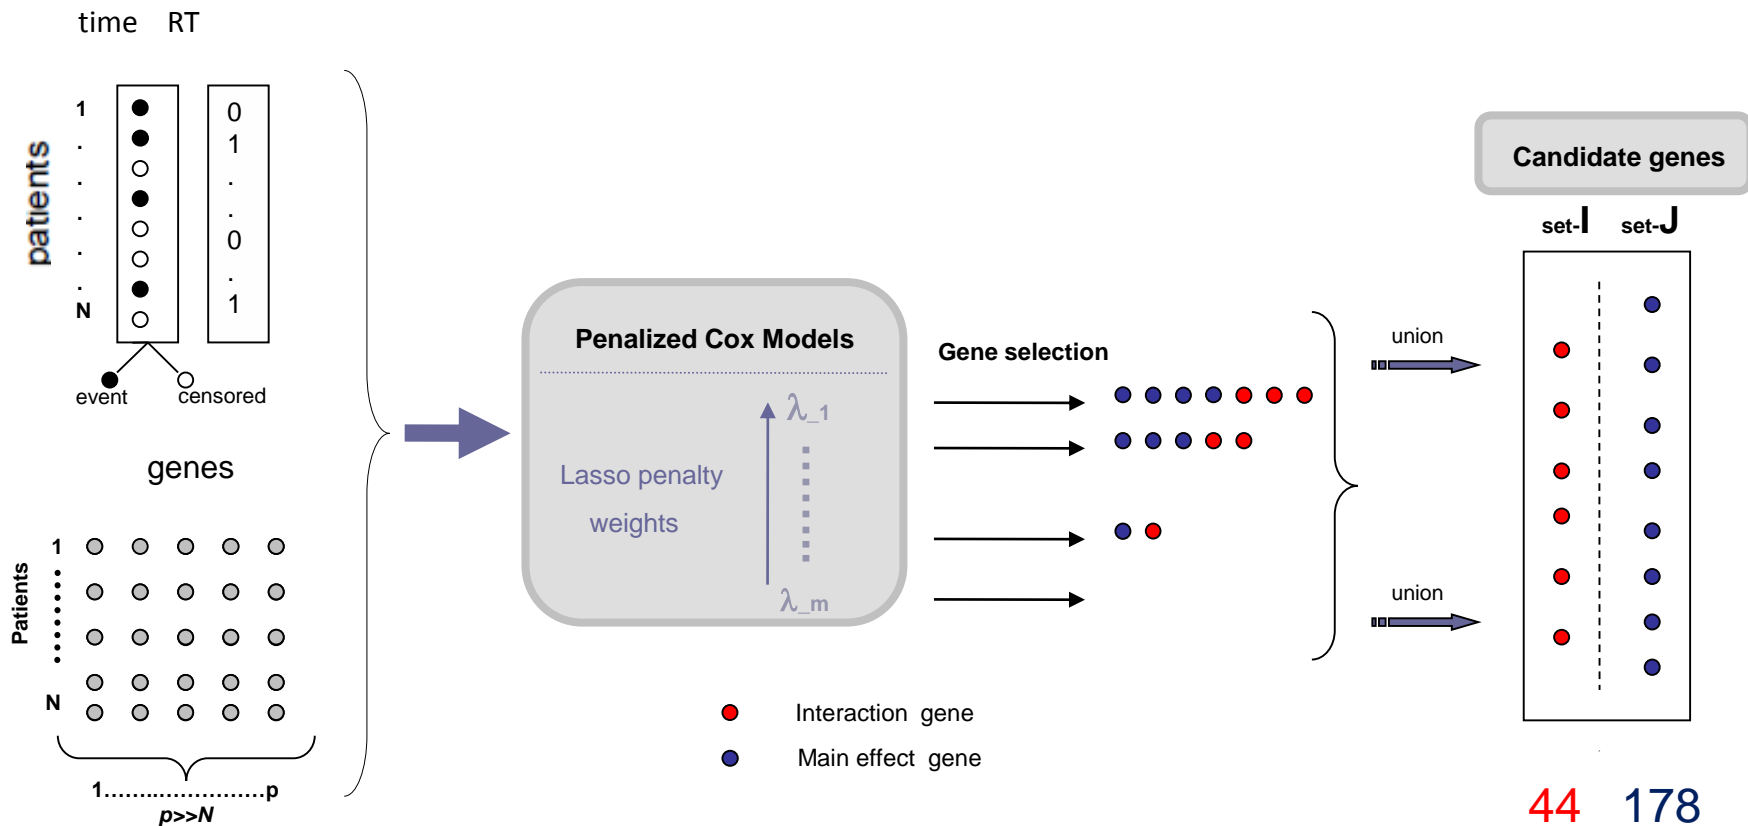 time RT
patients
1
.
.
.
.
.
N
0
1
.
.
0
.
1
event censored
genes
Patients
1
N
1........................p
p>>N
Penalized Cox Models
Lasso penalty
weights
λ_1
λ_m
Gene selection
Interaction gene
Main effect gene
union
union
Candidate genes
set-I set-J
44 178